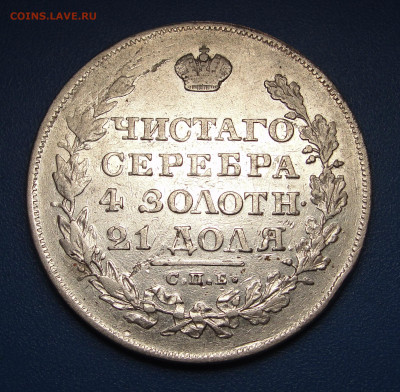 COINS.LAVE.RU
ЧИСТАГО
СЕРЕБРА
4 ЗОЛОТН.
21 ДОЛЯ
С.П.Б.